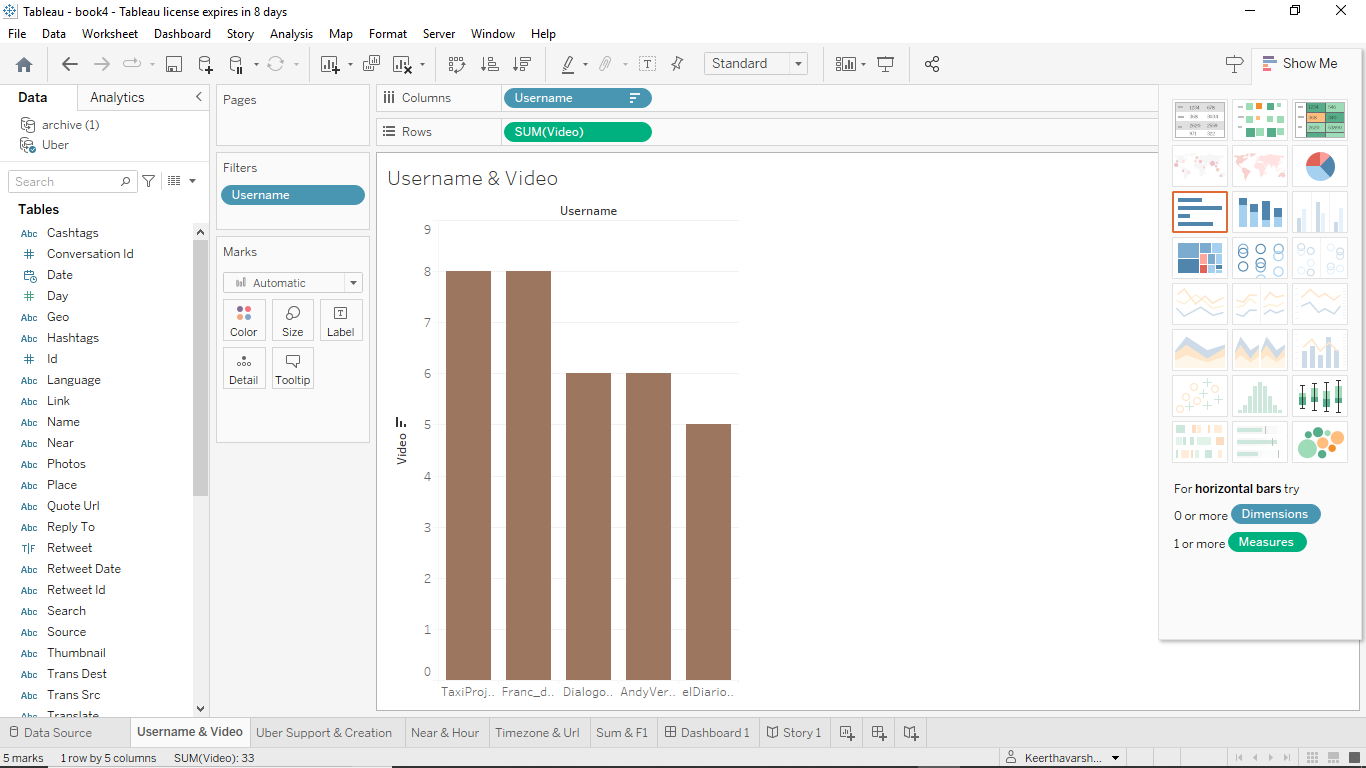 Tableau - book4 - Tableau license expires in 8 days
File Data Worksheet Dashboard Story Analysis Map Format Server Window Help
Standard
Show Me
Data Analytics
archive (1)
Uber
Search
Tables
Abc Cashtags
# Conversation Id
Date
# Day
Abc Geo
Abc Hashtags
# Id
Abc Language
Abc Link
Abc Name
Abc Near
Abc Photos
Abc Place
Abc Quote Url
Abc Reply To
T|F Retweet
Abc Retweet Date
Abc Retweet Id
Abc Search
Abc Source
Abc Thumbnail
Abc Trans Dest
Abc Trans Src
Abc Translate
Pages
Filters
Username
Marks
Automatic
Color Size Label
Detail Tooltip
Columns Username
Rows SUM(Video)
Username & Video
Username
9
8
7
6
5
4
3
2
1
0
Video
TaxiProj.. Franc_d.. Dialogo.. AndyVer.. elDiario..
For horizontal bars try
0 or more Dimensions
1 or more Measures
Data Source Username & Video Uber Support & Creation Near & Hour Timezone & Url Sum & F1 Dashboard 1 Story 1
5 marks 1 row by 5 columns SUM(Video): 33 Keerthavarsh...